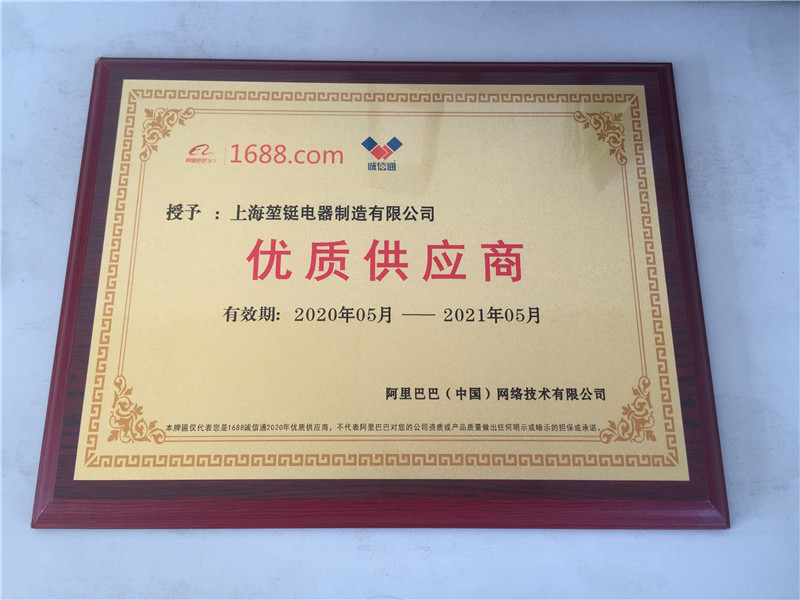 阿里巴巴旗下 1688.com 诚信通
授予 : 上海堃铤电器制造有限公司
优质供应商
有效期: 2020年05月 —— 2021年05月
阿里巴巴（中国）网络技术有限公司
本牌匾仅代表您是1688诚信通2020年优质供应商，不代表阿里巴巴对您的公司资质或产品质量做出任何明示或暗示的担保或承诺。